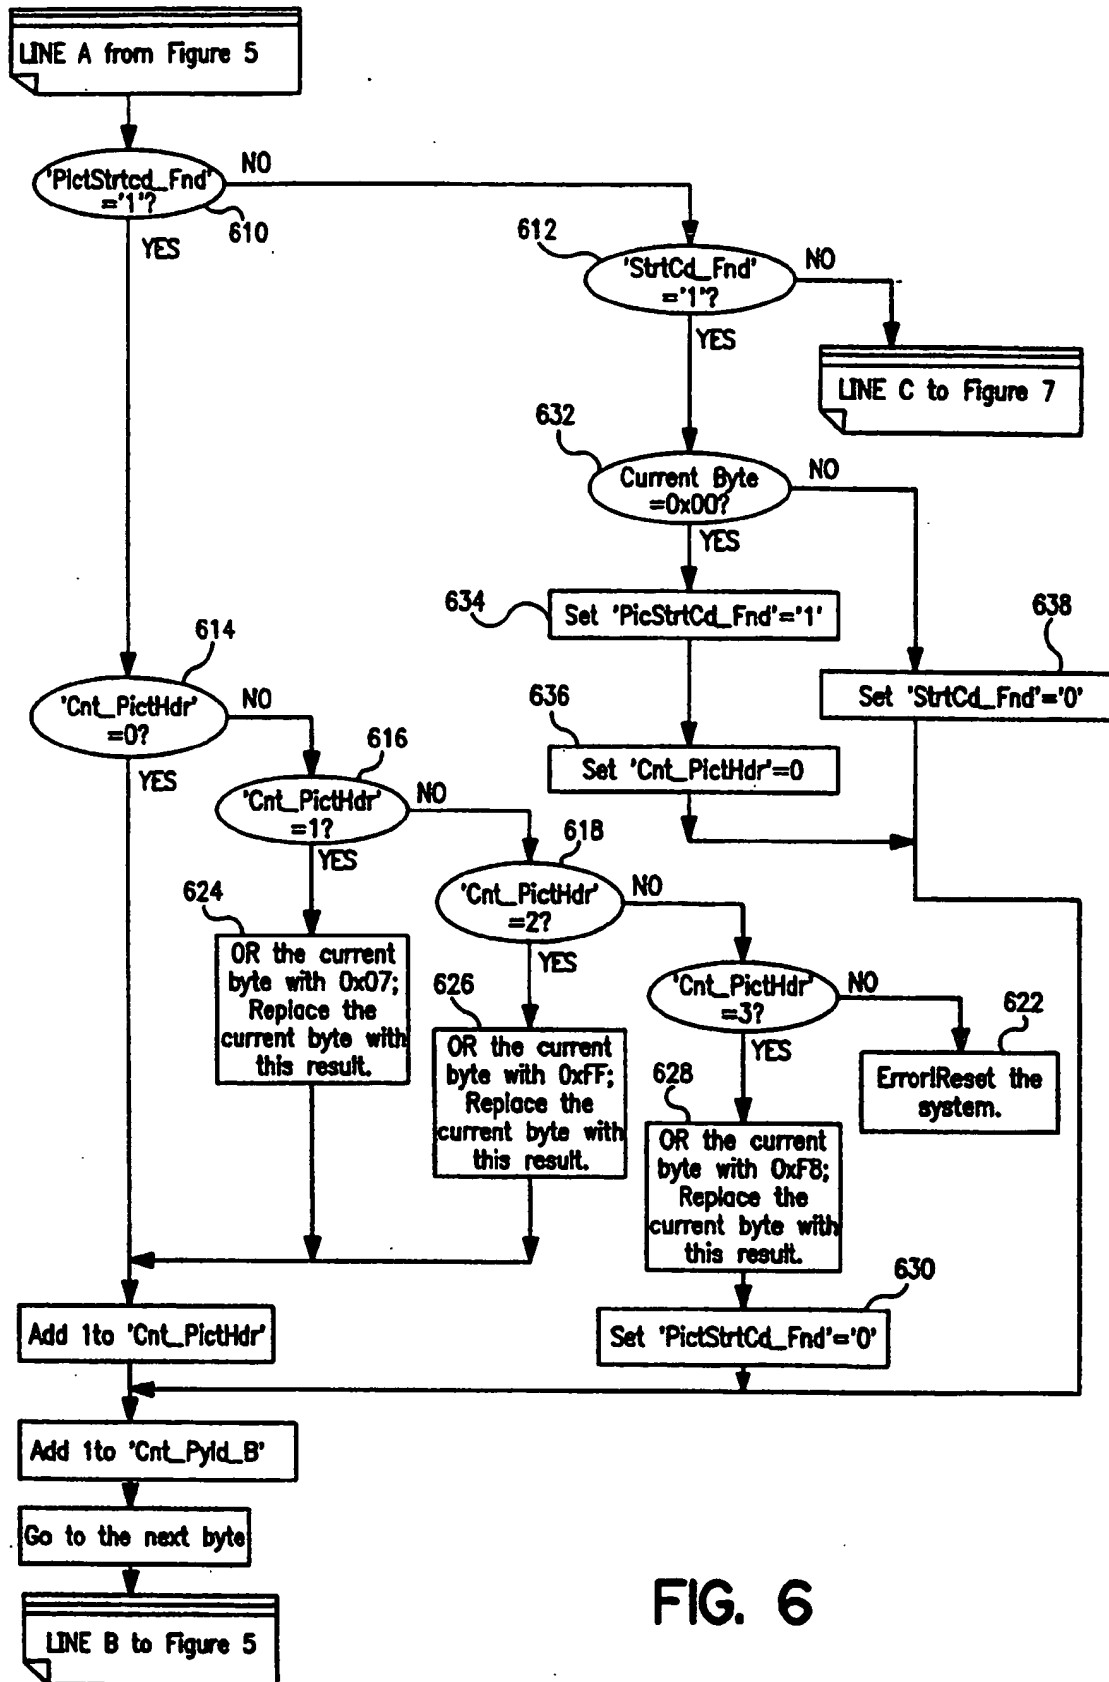 LINE A from Figure 5
'PictStrtcd_Fnd'
='1'?
NO
610
YES
612
'StrtCd_Fnd'
='1'?
NO
YES
LINE C to Figure 7
632
Current Byte
=0x00?
NO
YES
634
Set 'PicStrtCd_Fnd'='1'
638
Set 'StrtCd_Fnd'='0'
636
Set 'Cnt_PictHdr'=0
614
'Cnt_PictHdr'
=0?
NO
YES
616
'Cnt_PictHdr'
=1?
NO
YES
618
'Cnt_PictHdr'
=2?
NO
YES
624
OR the current
byte with 0x07;
Replace the
current byte with
this result.
626
OR the current
byte with 0xFF;
Replace the
current byte with
this result.
'Cnt_PictHdr'
=3?
NO
YES
622
Error!Reset the
system.
628
OR the current
byte with 0xF8;
Replace the
current byte with
this result.
630
Set 'PictStrtCd_Fnd'='0'
Add 1to 'Cnt_PictHdr'
Add 1to 'Cnt_Pyld_B'
Go to the next byte
LINE B to Figure 5
FIG. 6